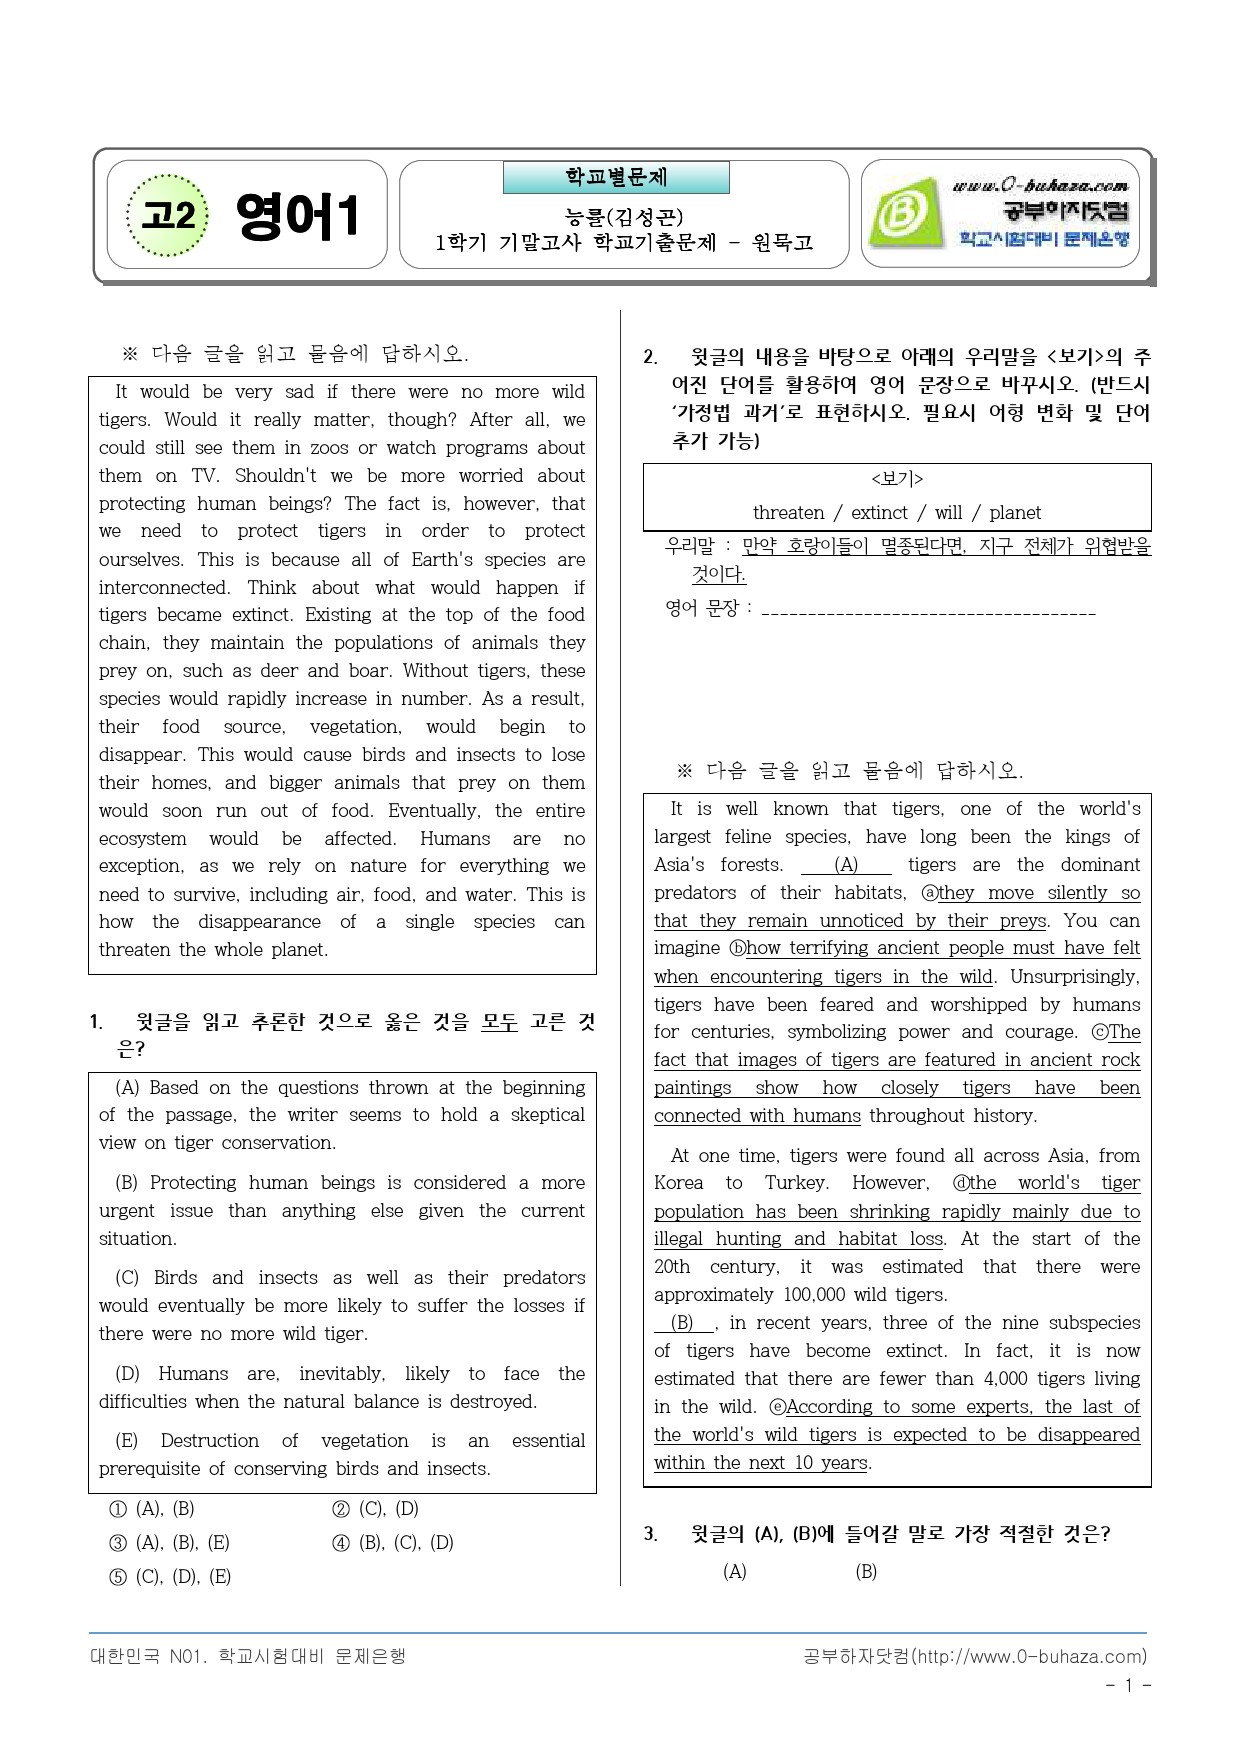 고2 영어1
학교별문제
능률(김성곤)
1학기 기말고사 학교기출문제 - 원묵고
www.0-buhaza.com
공부하자닷컴
학교시험대비 문제은행
※ 다음 글을 읽고 물음에 답하시오.
It would be very sad if there were no more wild
tigers. Would it really matter, though? After all, we
could still see them in zoos or watch programs about
them on TV. Shouldn't we be more worried about
protecting human beings? The fact is, however, that
we need to protect tigers in order to protect
ourselves. This is because all of Earth's species are
interconnected. Think about what would happen if
tigers became extinct. Existing at the top of the food
chain, they maintain the populations of animals they
prey on, such as deer and boar. Without tigers, these
species would rapidly increase in number. As a result,
their food source, vegetation, would begin to
disappear. This would cause birds and insects to lose
their homes, and bigger animals that prey on them
would soon run out of food. Eventually, the entire
ecosystem would be affected. Humans are no
exception, as we rely on nature for everything we
need to survive, including air, food, and water. This is
how the disappearance of a single species can
threaten the whole planet.
1. 윗글을 읽고 추론한 것으로 옳은 것을 모두 고른 것
은?
(A) Based on the questions thrown at the beginning
of the passage, the writer seems to hold a skeptical
view on tiger conservation.
(B) Protecting human beings is considered a more
urgent issue than anything else given the current
situation.
(C) Birds and insects as well as their predators
would eventually be more likely to suffer the losses if
there were no more wild tiger.
(D) Humans are, inevitably, likely to face the
difficulties when the natural balance is destroyed.
(E) Destruction of vegetation is an essential
prerequisite of conserving birds and insects.
① (A), (B) ② (C), (D)
③ (A), (B), (E) ④ (B), (C), (D)
⑤ (C), (D), (E)
2. 윗글의 내용을 바탕으로 아래의 우리말을 <보기>의 주
어진 단어를 활용하여 영어 문장으로 바꾸시오. (반드시
‘가정법 과거’로 표현하시오. 필요시 어형 변화 및 단어
추가 가능)
<보기>
threaten / extinct / will / planet
우리말 : 만약 호랑이들이 멸종된다면, 지구 전체가 위협받을
것이다.
영어 문장 : ____________________________________
※ 다음 글을 읽고 물음에 답하시오.
It is well known that tigers, one of the world's
largest feline species, have long been the kings of
Asia's forests. (A) tigers are the dominant
predators of their habitats, ⓐthey move silently so
that they remain unnoticed by their preys. You can
imagine ⓑhow terrifying ancient people must have felt
when encountering tigers in the wild. Unsurprisingly,
tigers have been feared and worshipped by humans
for centuries, symbolizing power and courage. ⓒThe
fact that images of tigers are featured in ancient rock
paintings show how closely tigers have been
connected with humans throughout history.
At one time, tigers were found all across Asia, from
Korea to Turkey. However, ⓓthe world's tiger
population has been shrinking rapidly mainly due to
illegal hunting and habitat loss. At the start of the
20th century, it was estimated that there were
approximately 100,000 wild tigers.
(B) , in recent years, three of the nine subspecies
of tigers have become extinct. In fact, it is now
estimated that there are fewer than 4,000 tigers living
in the wild. ⓔAccording to some experts, the last of
the world's wild tigers is expected to be disappeared
within the next 10 years.
3. 윗글의 (A), (B)에 들어갈 말로 가장 적절한 것은?
(A) (B)
대한민국 N01. 학교시험대비 문제은행
공부하자닷컴(http://www.0-buhaza.com)
- 1 -